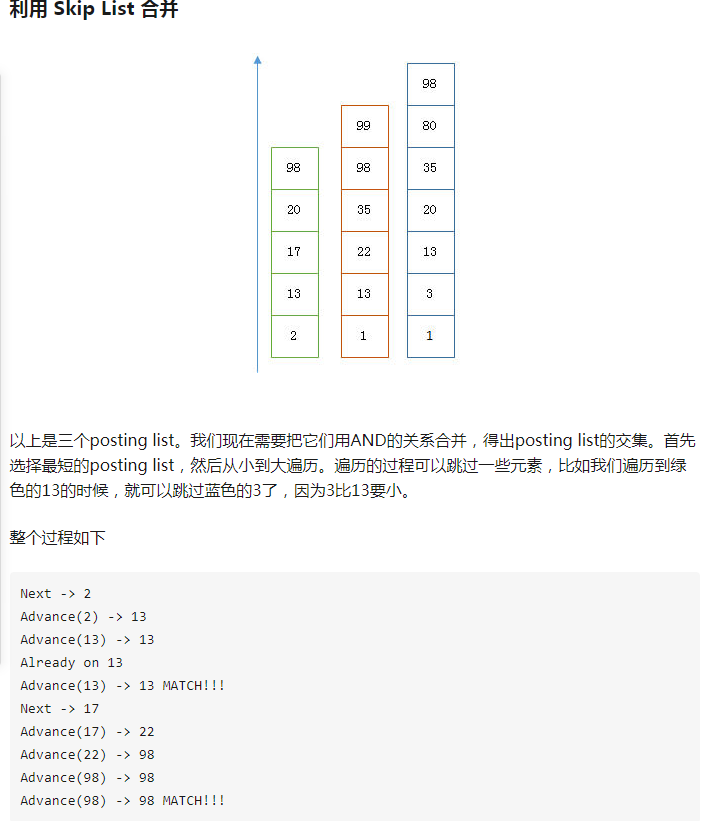 利用 Skip List 合并
98
99 80
98 98 35
20 35 20
17 22 13
13 13 3
2 1 1
以上是三个posting list。我们现在需要把它们用AND的关系合并，得出posting list的交集。首先
选择最短的posting list，然后从小到大遍历。遍历的过程可以跳过一些元素，比如我们遍历到绿
色的13的时候，就可以跳过蓝色的3了，因为3比13要小。
整个过程如下
Next -> 2
Advance(2) -> 13
Advance(13) -> 13
Already on 13
Advance(13) -> 13 MATCH!!!
Next -> 17
Advance(17) -> 22
Advance(22) -> 98
Advance(98) -> 98
Advance(98) -> 98 MATCH!!!